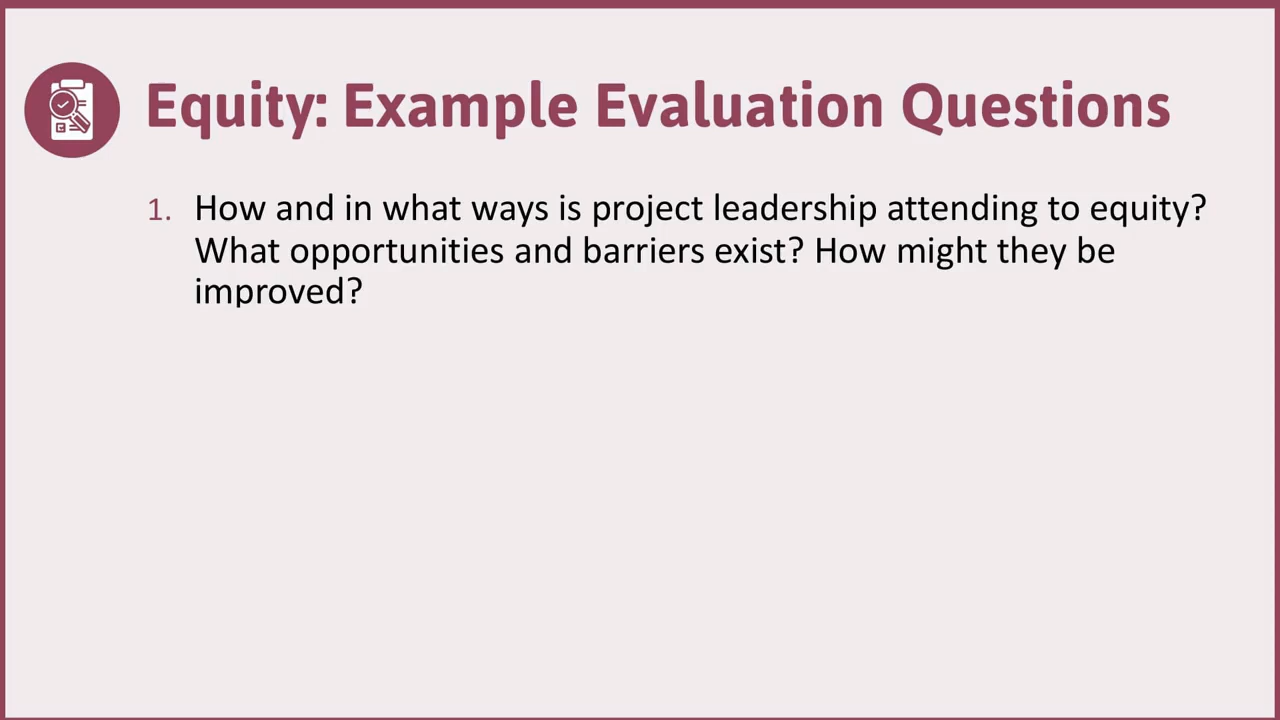 Equity: Example Evaluation Questions
1. How and in what ways is project leadership attending to equity?
What opportunities and barriers exist? How might they be
improved?